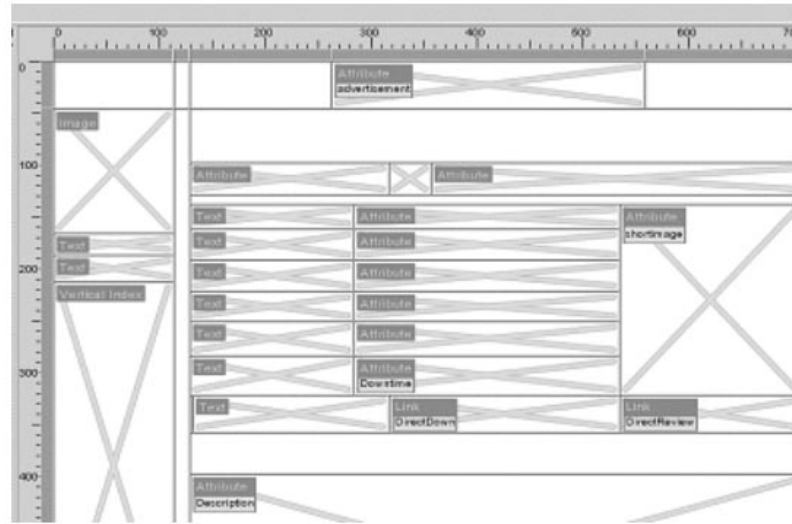 0 100 200 300 400 500 600
0
Attribute
advertisement
Image
100
Attribute Attribute
Text Attribute Attribute
shortimage
Text Attribute
Text
Text Attribute
200
Text
Vertical Index
Text Attribute
Text Attribute
300
Text Attribute
Downtime
Text Link Link
DirectDown DirectReview
400
Attribute
Description